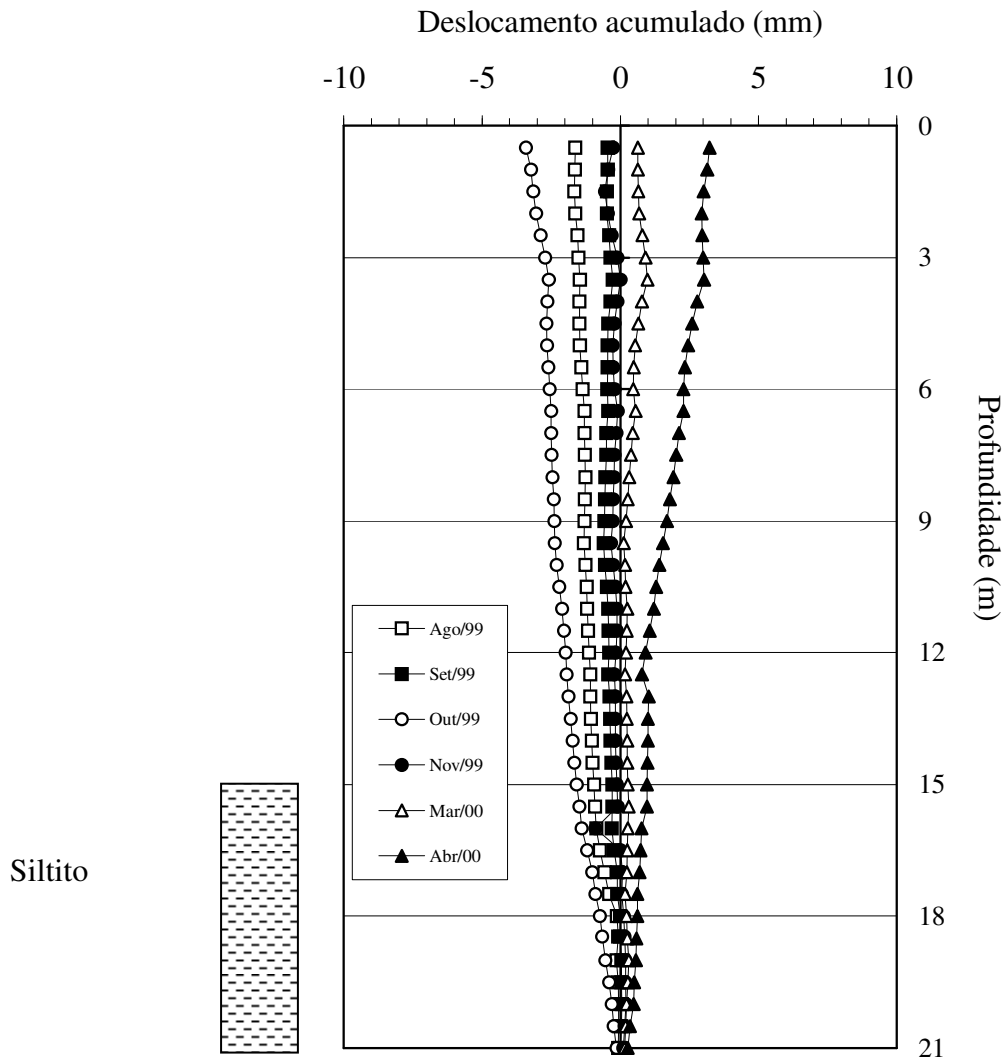 Deslocamento acumulado (mm)
-10 -5 0 5 10
0
3
6
9
12
15
18
21
Profundidade (m)
Ago/99
Set/99
Out/99
Nov/99
Mar/00
Abr/00
Siltito